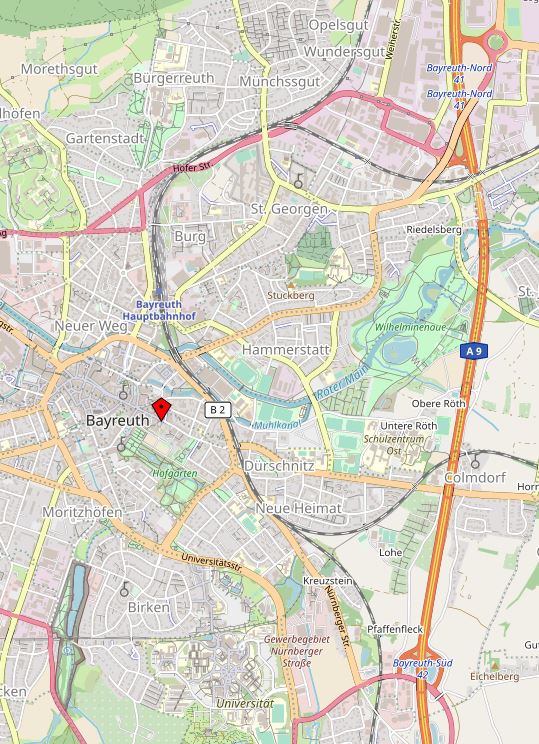 Opelsgut
Wundersgut
Weiherstr.
Morethsgut
Bürgerreuth
Münchssgut
Bayreuth-Nord
41
Bayreuth-Nord
41
Gartenstadt
Hofer Str.
St. Georgen
Riedelsberg
Burg
Stuckberg
St.
Bayreuth
Hauptbahnhof
Neuer Weg
Wilhelminenaue
Hammerstatt
A 9
Roter Main
Obere Röth
B 2
Bayreuth
Mühlkanal
Untere Röth
Schulzentrum
Ost
Hofgarten
Dürschnitz
Colmdorf
Moritzhöfen
Neue Heimat
Universitätsstr.
Lohe
Kreuzstein
Birken
Nürnberger Str.
Pfaffenfleck
Gewerbegebiet
Nürnberger
Straße
Bayreuth-Süd
42
Eichelberg
Universität